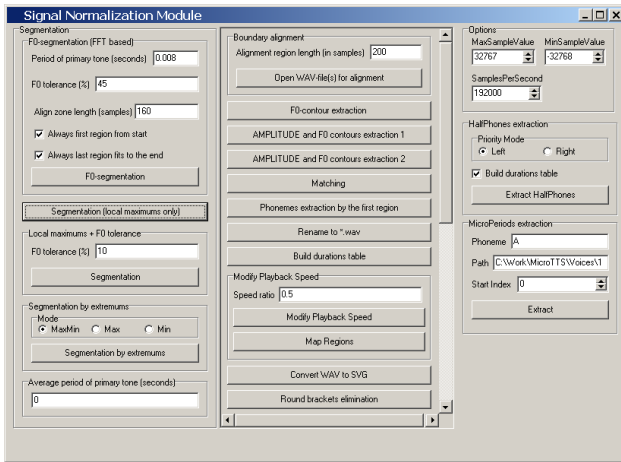 Signal Normalization Module
Segmentation
F0-segmentation (FFT based)
Period of primary tone (seconds) 0.008
F0 tolerance (%) 45
Align zone length (samples) 160
Always first region from start
Always last region fits to the end
F0-segmentation
Segmentation (local maximums only)
Local maximums + F0 tolerance
F0 tolerance (%) 10
Segmentation
Segmentation by extremums
Mode
MaxMin Max Min
Segmentation by extremums
Average period of primary tone (seconds)
0
Boundary alignment
Alignment region length (in samples) 200
Open WAV-file(s) for alignment
F0-contour extraction
AMPLITUDE and F0 contours extraction 1
AMPLITUDE and F0 contours extraction 2
Matching
Phonemes extraction by the first region
Rename to *.wav
Build durations table
Modify Playback Speed
Speed ratio 0.5
Modify Playback Speed
Map Regions
Convert WAV to SVG
Round brackets elimination
Options
MaxSampleValue MinSampleValue
32767 -32768
SamplesPerSecond
192000
HalfPhones extraction
Priority Mode
Left Right
Build durations table
Extract HalfPhones
MicroPeriods extraction
Phoneme A
Path C:\Work\MicroTTS\Voices\1
Start Index 0
Extract